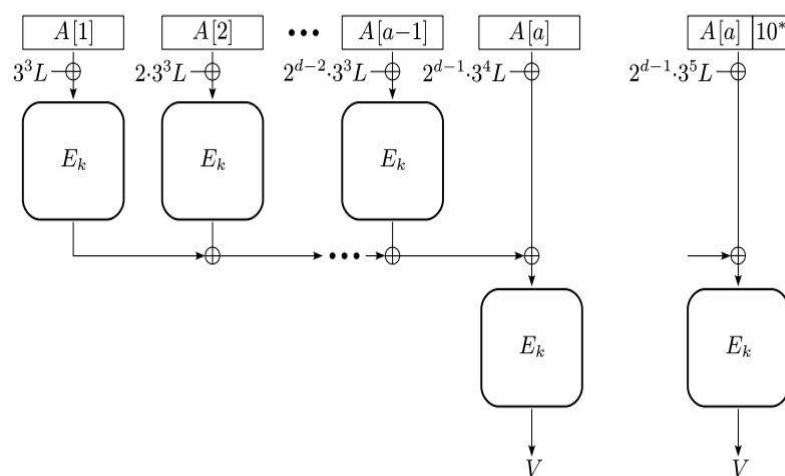 A[1] A[2] ••• A[a−1] A[a] A[a] 10*
3³L 2·3³L 2^{d−2}·3³L 2^{d−1}·3⁴L 2^{d−1}·3⁵L
E_k E_k E_k
•••
E_k E_k
V V